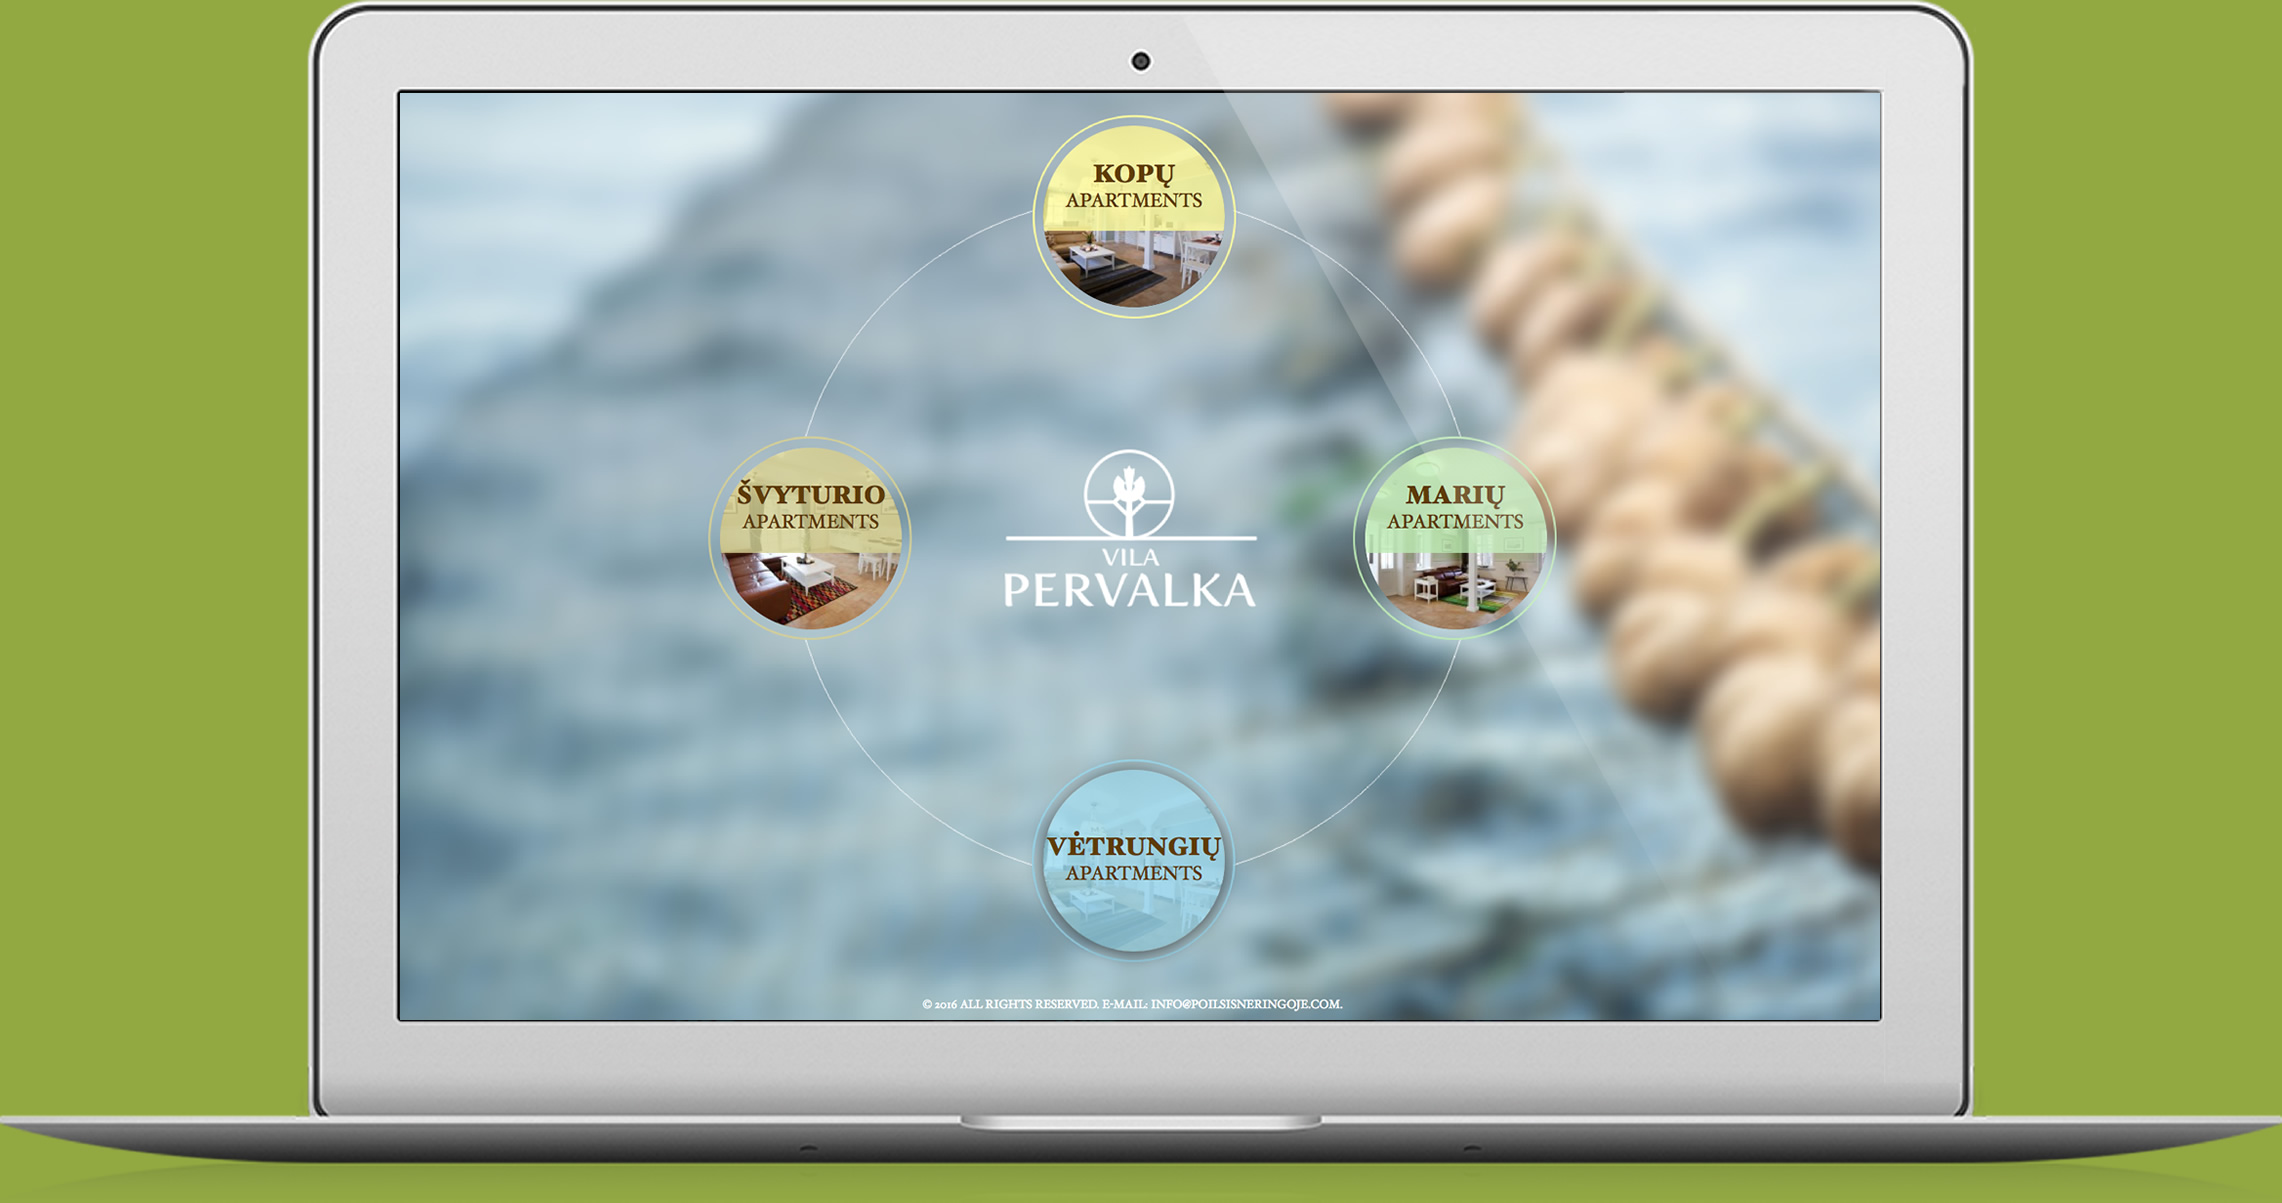 KOPŲ
APARTMENTS
ŠVYTURIO
APARTMENTS
VILA
PERVALKA
MARIŲ
APARTMENTS
VĖTRUNGIŲ
APARTMENTS
© 2016 ALL RIGHTS RESERVED. E-MAIL: INFO@POILSISNERINGOJE.COM.